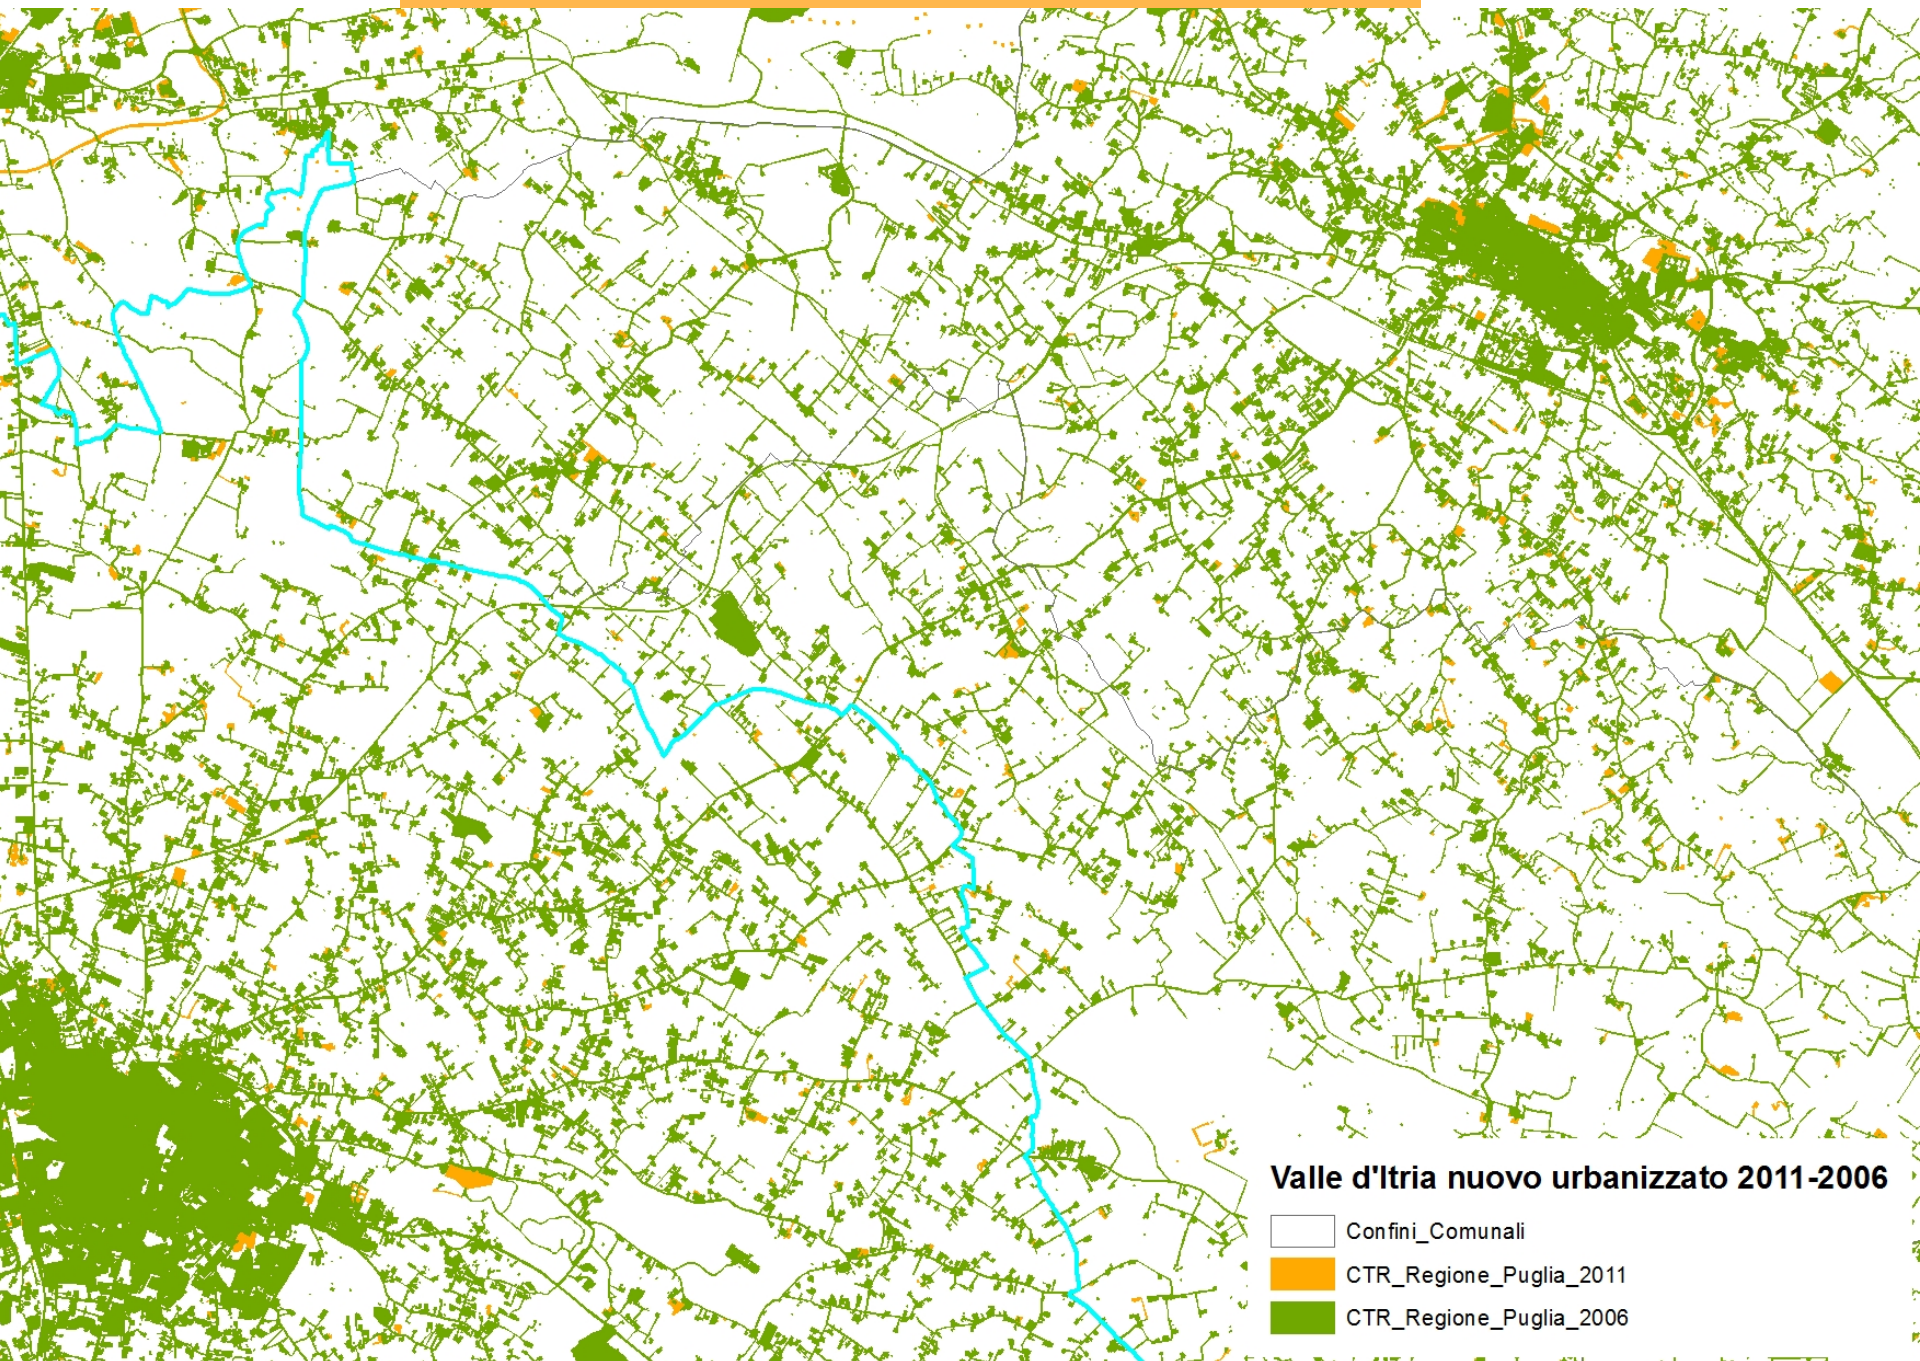 Valle d'Itria nuovo urbanizzato 2011-2006
Confini_Comunali
CTR_Regione_Puglia_2011
CTR_Regione_Puglia_2006